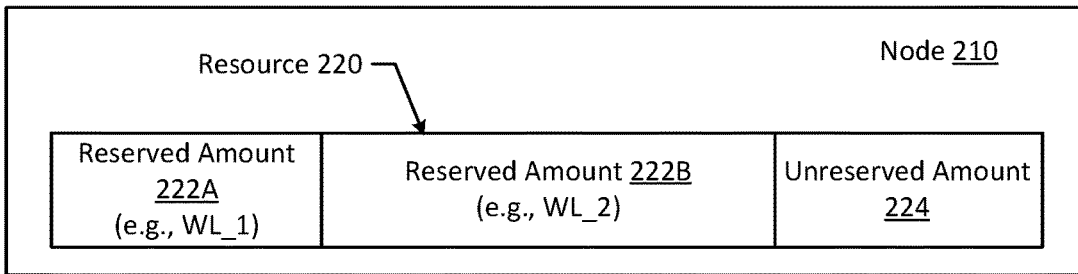 Node 210
Resource 220
Reserved Amount
222A
(e.g., WL_1)
Reserved Amount 222B
(e.g., WL_2)
Unreserved Amount
224